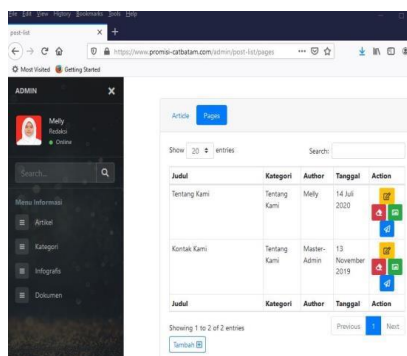 File Edit View History Bookmarks Tools Help
post-list
https://www.promisi-catbatam.com/admin/post-list/pages
Most Visited Getting Started
ADMIN
Melly
Redaksi
Online
Search...
Menu Informasi
Artikel
Kategori
Infografis
Dokumen
Article Pages
Show 20 entries Search:
Judul Kategori Author Tanggal Action
Tentang Kami Tentang Kami Melly 14 Juli 2020
Kontak Kami Tentang Kami Master-Admin 13 November 2019
Judul Kategori Author Tanggal Action
Showing 1 to 2 of 2 entries
Previous 1 Next
Tambah